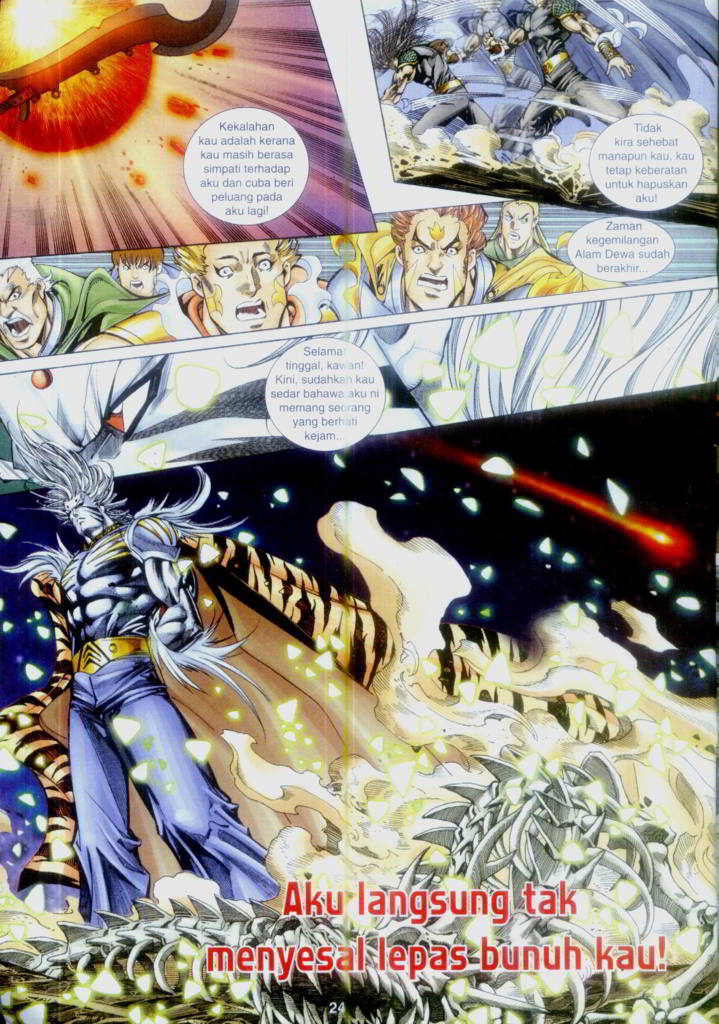 Kekalahan
kau adalah kerana
kau masih berasa
simpati terhadap
aku dan cuba beri
peluang pada
aku lagi!
Tidak
kira sehebat
manapun kau, kau
tetap keberatan
untuk hapuskan
aku!
Zaman
kegemilangan
Alam Dewa sudah
berakhir...
Selamat
tinggal, kawan!
Kini, sudahkah kau
sedar bahawa aku ni
memang seorang
yang berhati
kejam...
Aku langsung tak
menyesal lepas bunuh kau!
24